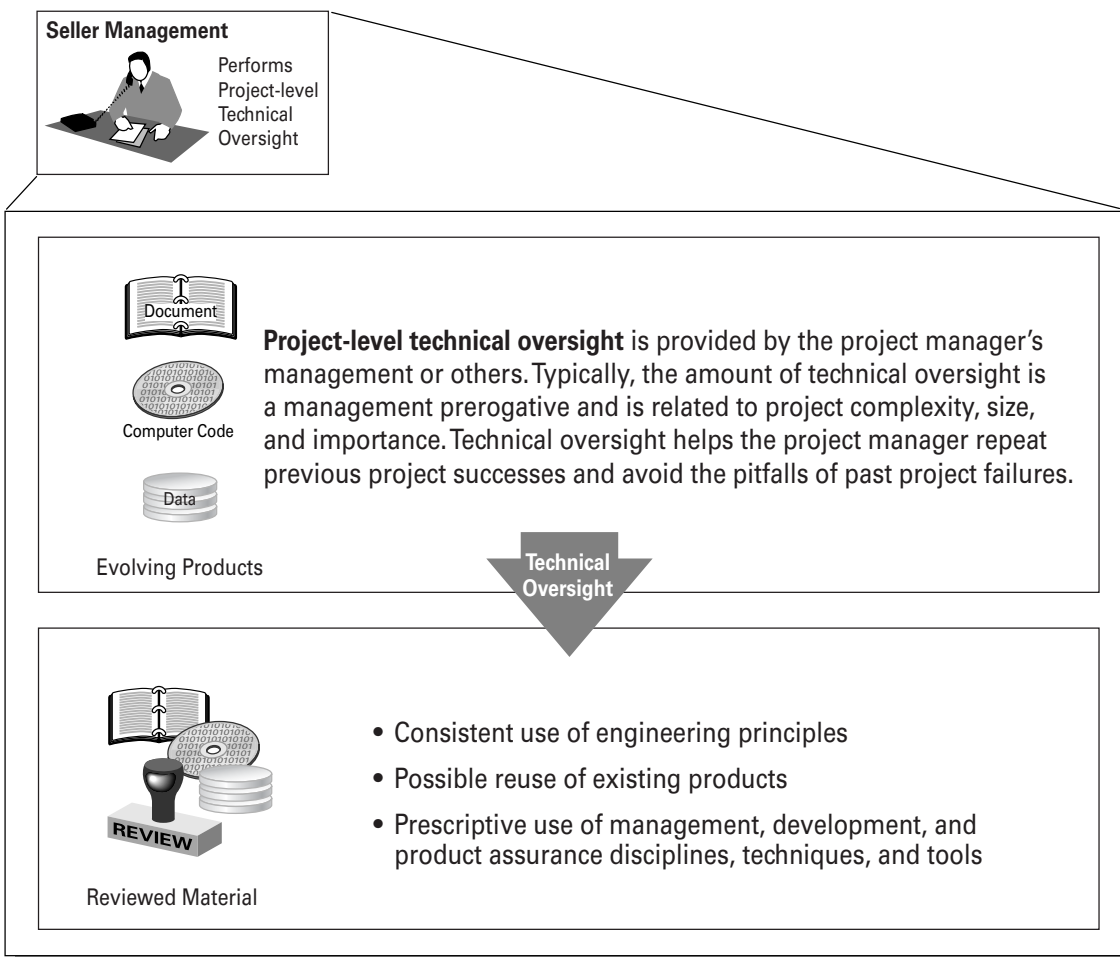 Seller Management
Performs
Project-level
Technical
Oversight
Document
Computer Code
Data
Evolving Products
Project-level technical oversight is provided by the project manager's
management or others. Typically, the amount of technical oversight is
a management prerogative and is related to project complexity, size,
and importance. Technical oversight helps the project manager repeat
previous project successes and avoid the pitfalls of past project failures.
Technical
Oversight
REVIEW
Reviewed Material
• Consistent use of engineering principles
• Possible reuse of existing products
• Prescriptive use of management, development, and
product assurance disciplines, techniques, and tools